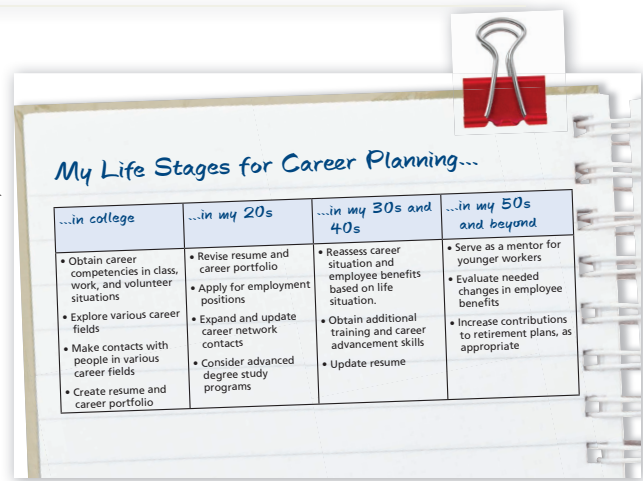 My Life Stages for Career Planning...
...in college
• Obtain career
competencies in class,
work, and volunteer
situations
• Explore various career
fields
• Make contacts with
people in various
career fields
• Create resume and
career portfolio
...in my 20s
• Revise resume and
career portfolio
• Apply for employment
positions
• Expand and update
career network
contacts
• Consider advanced
degree study
programs
...in my 30s and
40s
• Reassess career
situation and
employee benefits
based on life
situation.
• Obtain additional
training and career
advancement skills
• Update resume
...in my 50s
and beyond
• Serve as a mentor for
younger workers
• Evaluate needed
changes in employee
benefits
• Increase contributions
to retirement plans, as
appropriate